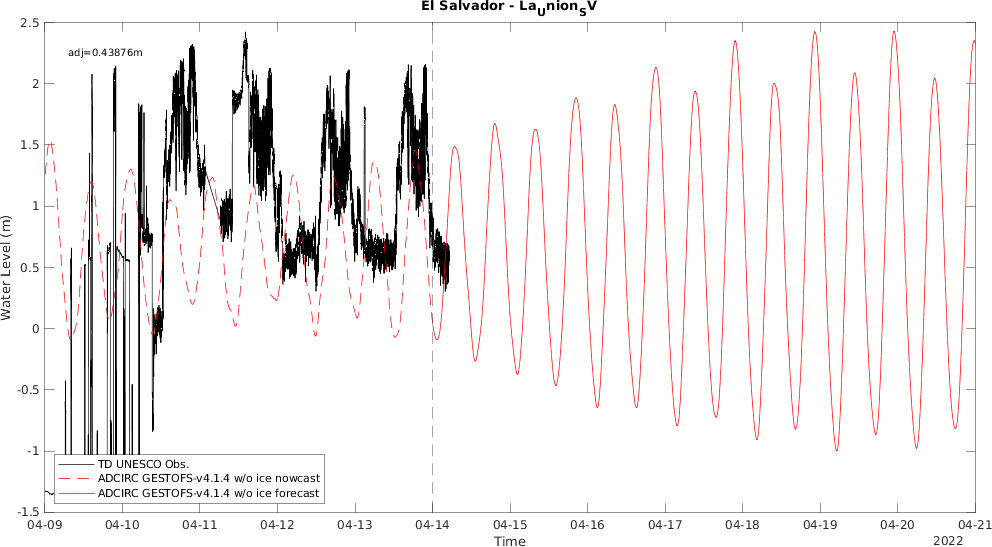 El Salvador - LaUnionSV
adj=0.43876m
Water Level (m)
2.5
2
1.5
1
0.5
0
-0.5
-1
-1.5
TD UNESCO Obs.
ADCIRC GESTOFS-v4.1.4 w/o ice nowcast
ADCIRC GESTOFS-v4.1.4 w/o ice forecast
04-09 04-10 04-11 04-12 04-13 04-14 04-15 04-16 04-17 04-18 04-19 04-20 04-21
Time
2022